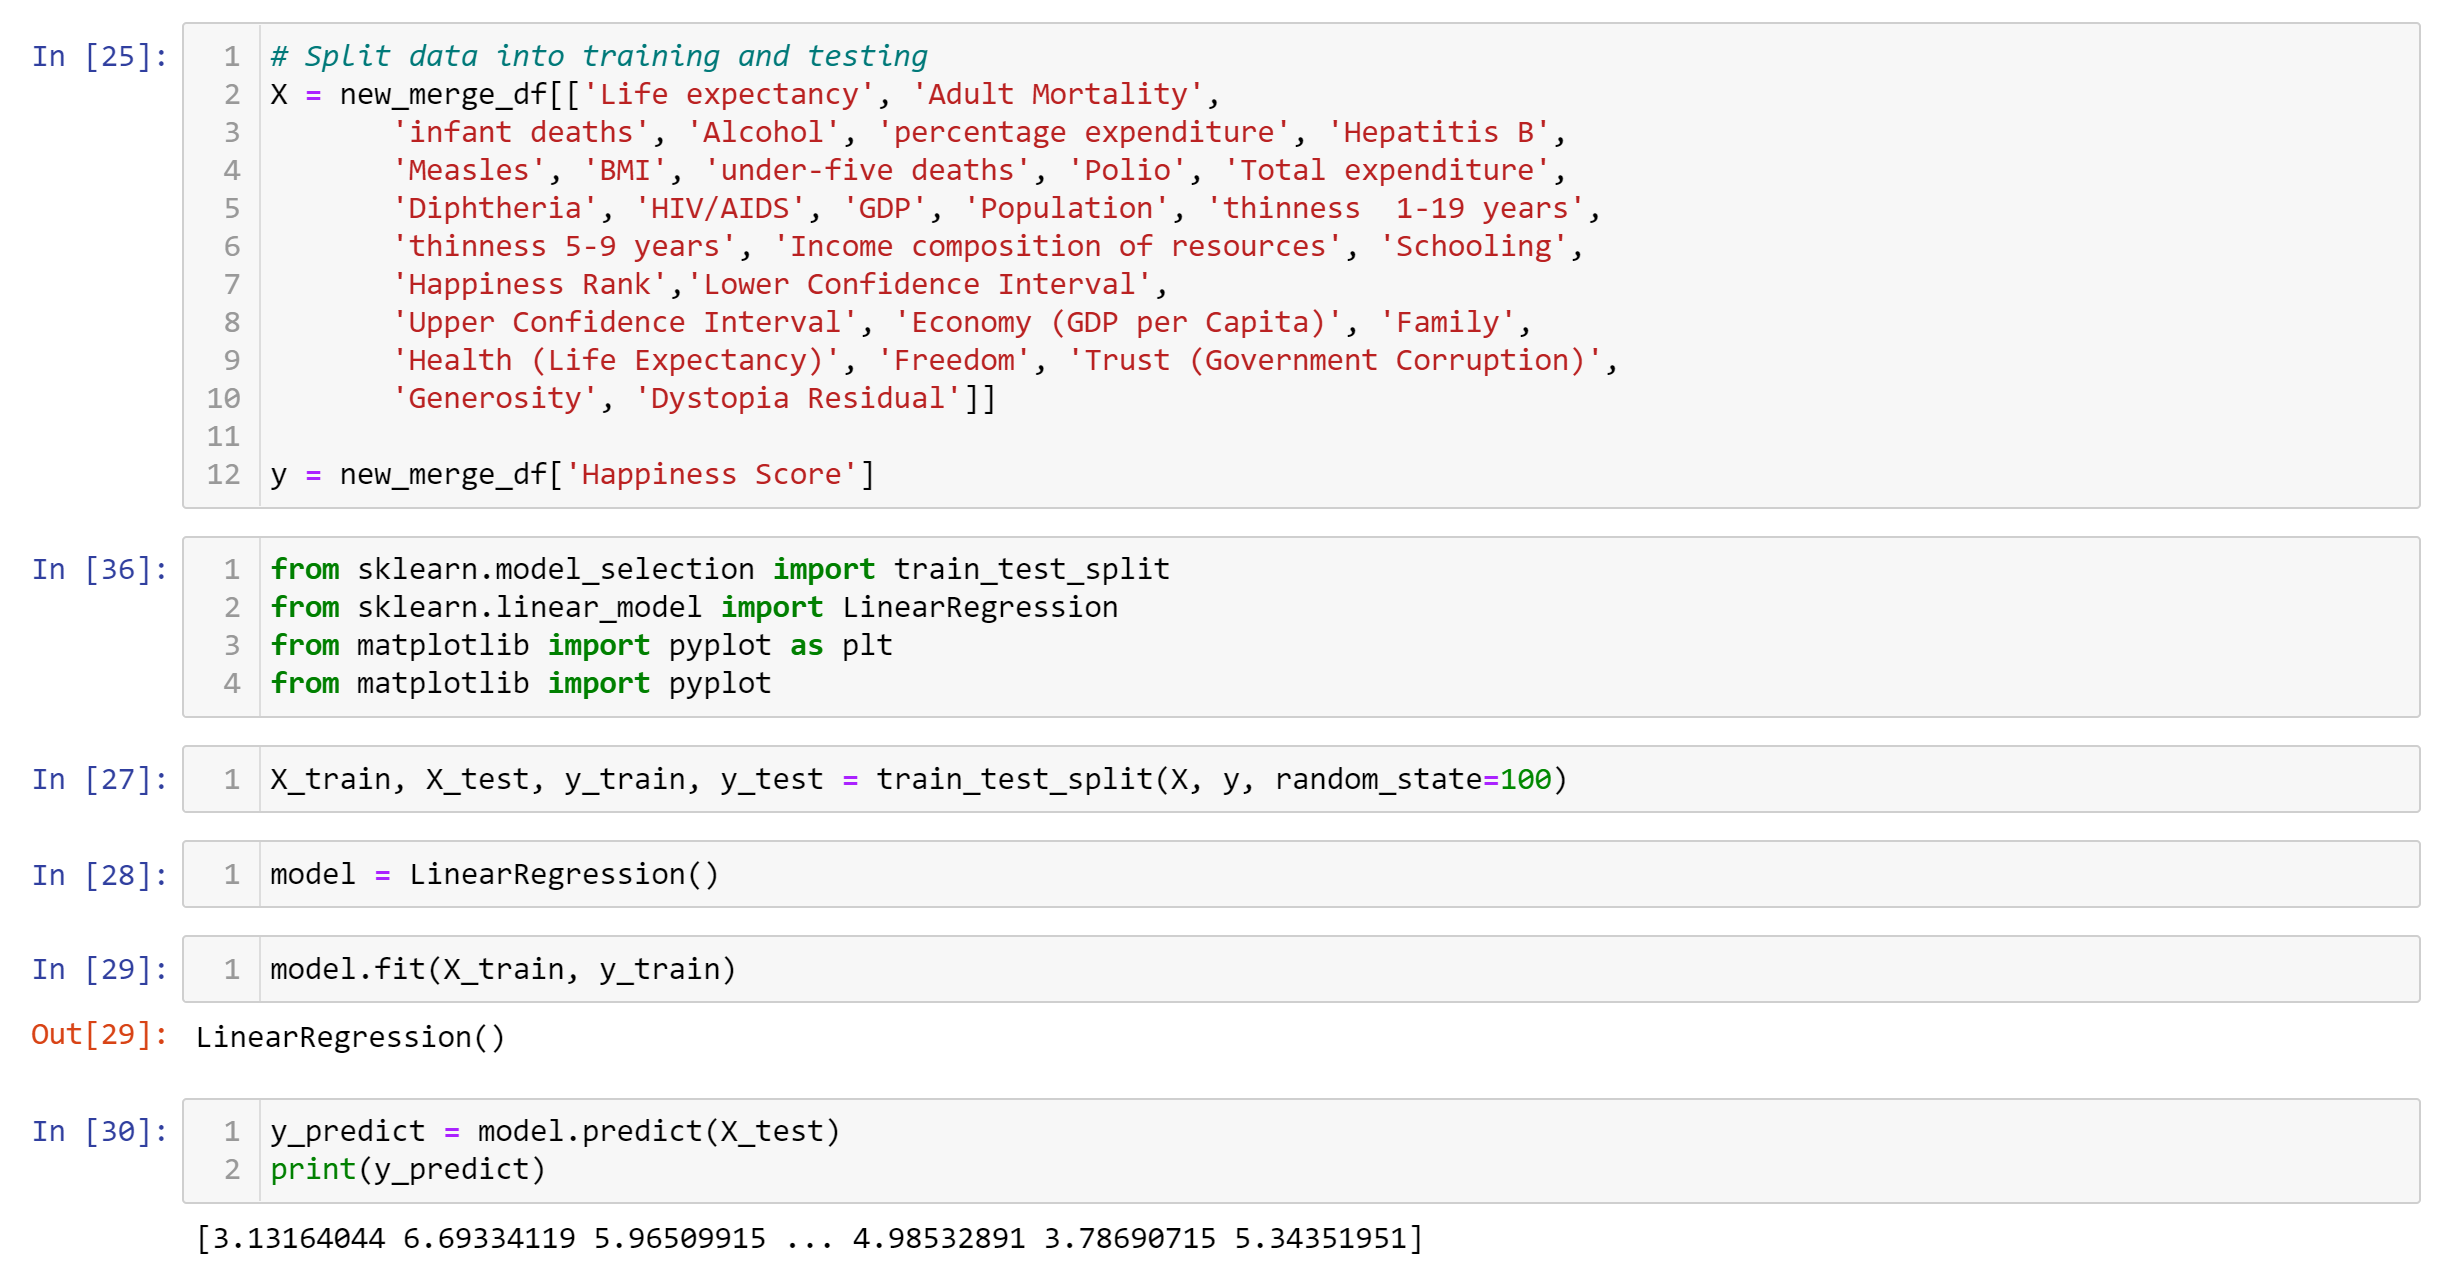 In [25]:
1 # Split data into training and testing
2 X = new_merge_df[['Life expectancy', 'Adult Mortality',
3        'infant deaths', 'Alcohol', 'percentage expenditure', 'Hepatitis B',
4        'Measles', 'BMI', 'under-five deaths', 'Polio', 'Total expenditure',
5        'Diphtheria', 'HIV/AIDS', 'GDP', 'Population', 'thinness  1-19 years',
6        'thinness 5-9 years', 'Income composition of resources', 'Schooling',
7        'Happiness Rank','Lower Confidence Interval',
8        'Upper Confidence Interval', 'Economy (GDP per Capita)', 'Family',
9        'Health (Life Expectancy)', 'Freedom', 'Trust (Government Corruption)',
10        'Generosity', 'Dystopia Residual']]
11
12 y = new_merge_df['Happiness Score']
In [36]:
1 from sklearn.model_selection import train_test_split
2 from sklearn.linear_model import LinearRegression
3 from matplotlib import pyplot as plt
4 from matplotlib import pyplot
In [27]:
1 X_train, X_test, y_train, y_test = train_test_split(X, y, random_state=100)
In [28]:
1 model = LinearRegression()
In [29]:
1 model.fit(X_train, y_train)
Out[29]: LinearRegression()
In [30]:
1 y_predict = model.predict(X_test)
2 print(y_predict)
[3.13164044 6.69334119 5.96509915 ... 4.98532891 3.78690715 5.34351951]